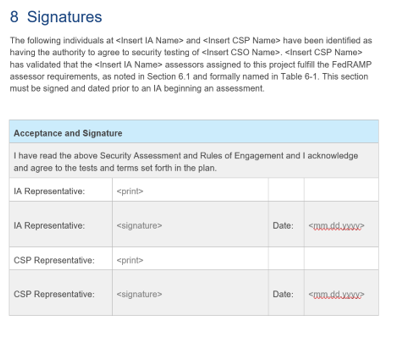 8 Signatures
The following individuals at <Insert IA Name> and <Insert CSP Name> have been identified as
having the authority to agree to security testing of <Insert CSO Name>. <Insert CSP Name>
has validated that the <Insert IA Name> assessors assigned to this project fulfill the FedRAMP
assessor requirements, as noted in Section 6.1 and formally named in Table 6-1. This section
must be signed and dated prior to an IA beginning an assessment.
Acceptance and Signature
I have read the above Security Assessment and Rules of Engagement and I acknowledge
and agree to the tests and terms set forth in the plan.
IA Representative: <print>
IA Representative: <signature> Date: <mm.dd.yyyy>
CSP Representative: <print>
CSP Representative: <signature> Date: <mm.dd.yyyy>